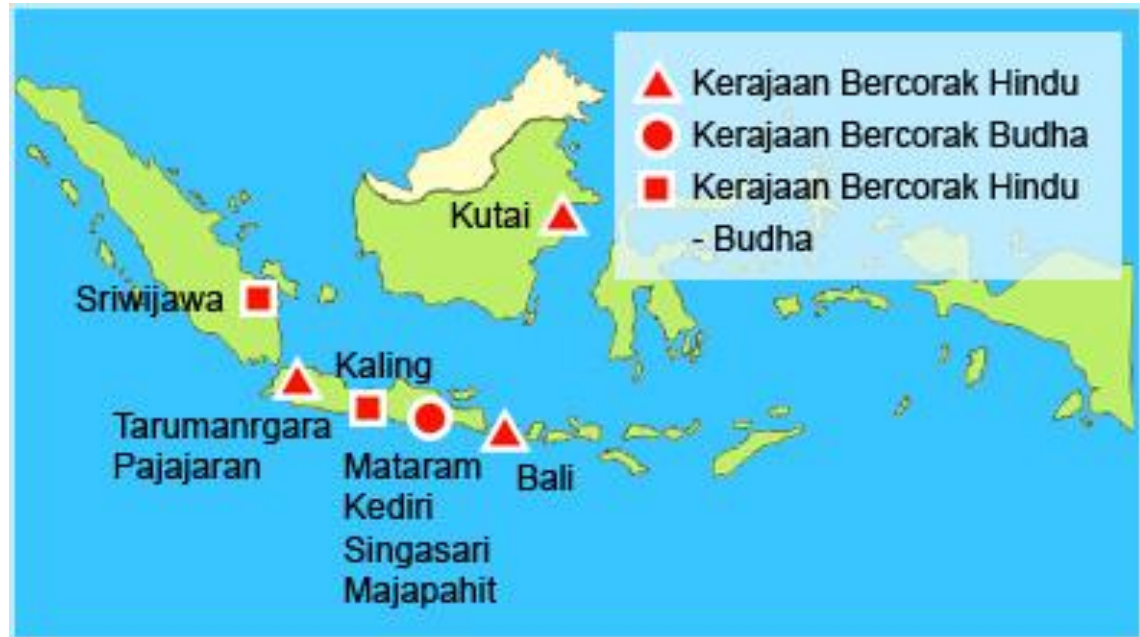 Kerajaan Bercorak Hindu
Kerajaan Bercorak Budha
Kerajaan Bercorak Hindu
- Budha
Kutai
Sriwijawa
Kaling
Tarumanrgara
Pajajaran
Mataram
Kediri
Singasari
Majapahit
Bali